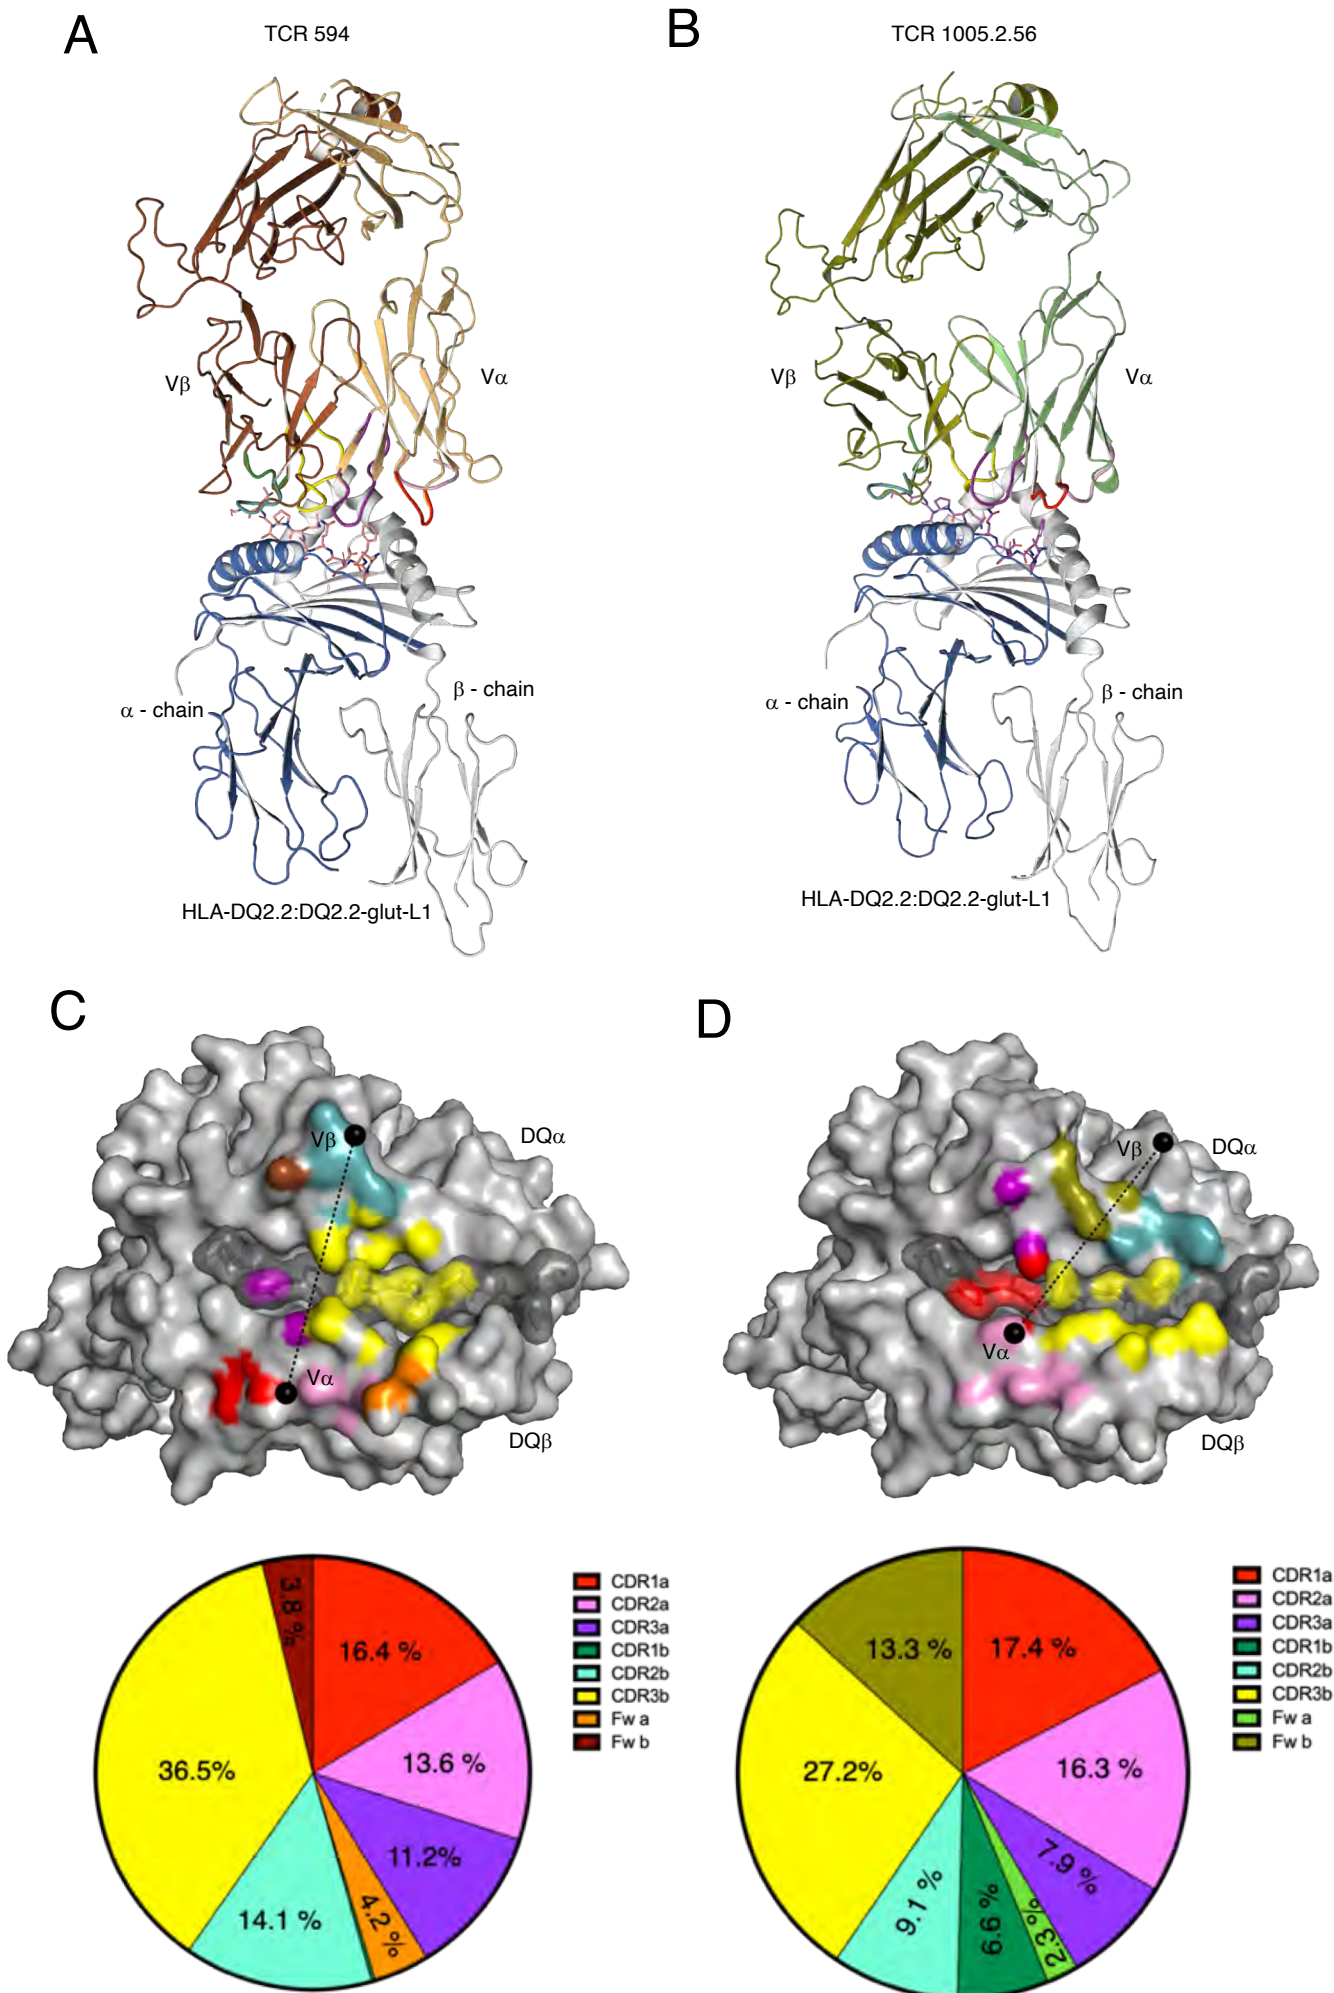 A
TCR 594
B
TCR 1005.2.56
Vβ
Vα
Vβ
Vα
α - chain
β - chain
α - chain
β - chain
HLA-DQ2.2:DQ2.2-glut-L1
HLA-DQ2.2:DQ2.2-glut-L1
C
D
Vβ
DQα
Vα
DQβ
Vβ
DQα
Vα
DQβ
3.8 %
16.4 %
13.6 %
11.2%
4.2 %
14.1 %
36.5%
CDR1a
CDR2a
CDR3a
CDR1b
CDR2b
CDR3b
Fw a
Fw b
13.3 %
17.4 %
16.3 %
7.9 %
2.3 %
6.9 %
9.1 %
27.2%
CDR1a
CDR2a
CDR3a
CDR1b
CDR2b
CDR3b
Fw a
Fw b